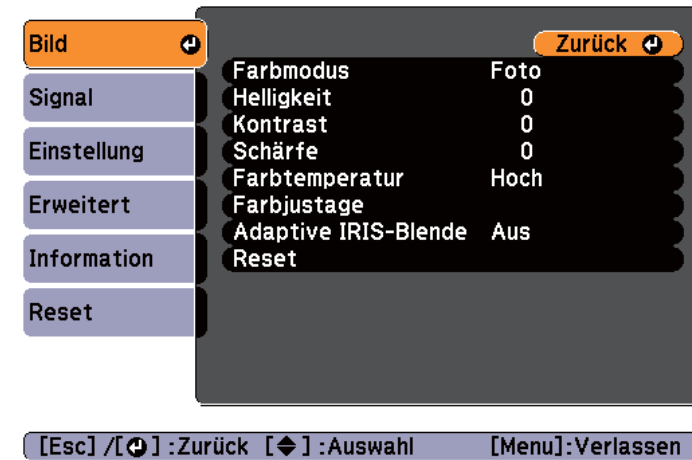 Bild
Signal
Einstellung
Erweitert
Information
Reset
Zurück
Farbmodus Foto
Helligkeit 0
Kontrast 0
Schärfe 0
Farbtemperatur Hoch
Farbjustage
Adaptive IRIS-Blende Aus
Reset
[Esc] /[⏎] :Zurück [◆] :Auswahl [Menu]:Verlassen